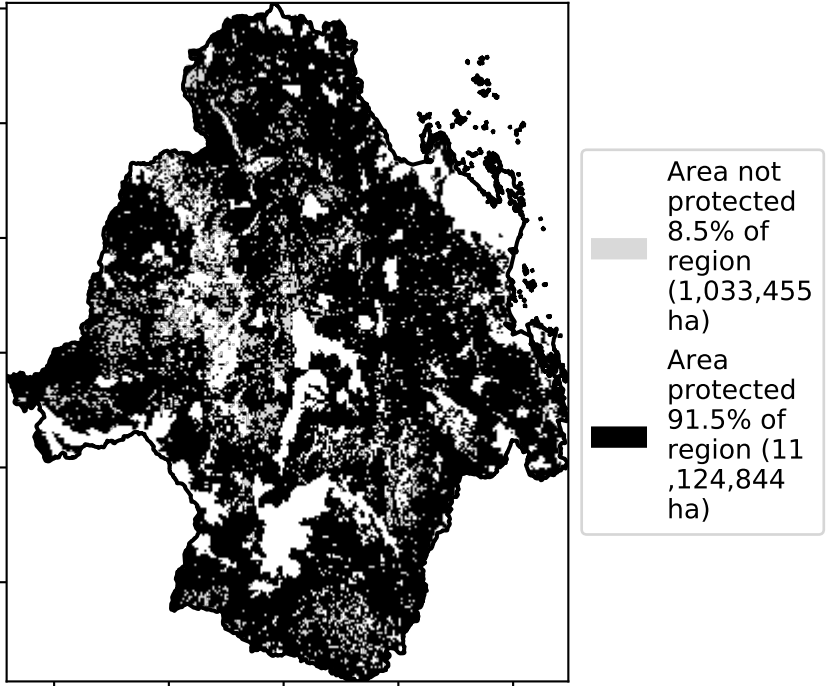 Area not
protected
8.5% of
region
(1,033,455
ha)
Area
protected
91.5% of
region (11
,124,844
ha)